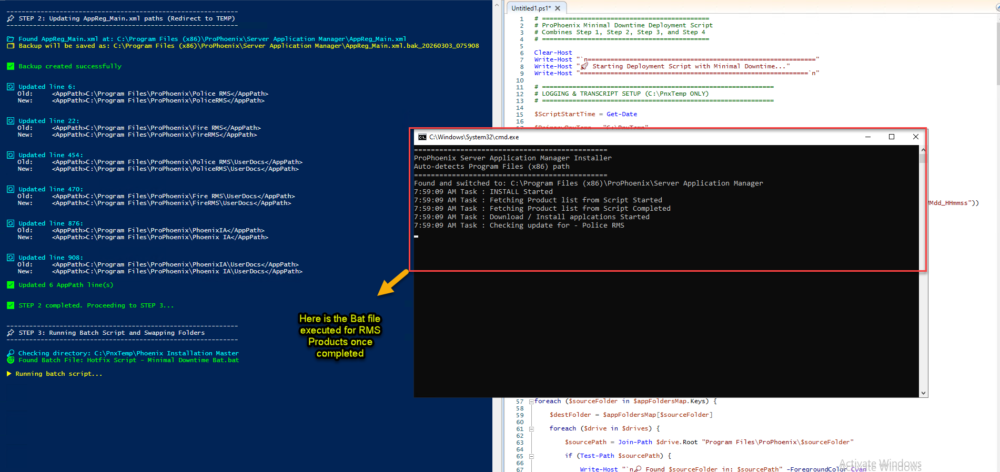 -------------------------------------------------------------
STEP 2: Updating AppReg_Main.xml paths (Redirect to TEMP)
-------------------------------------------------------------
Found AppReg_Main.xml at: C:\Program Files (x86)\ProPhoenix\Server Application Manager\AppReg_Main.xml
Backup will be saved as: C:\Program Files (x86)\ProPhoenix\Server Application Manager\AppReg_Main.xml.bak_20260303_075908
Backup created successfully
Updated line 6:
Old:     <AppPath>C:\Program Files\ProPhoenix\Police RMS</AppPath>
New:     <AppPath>C:\Program Files\ProPhoenix\PoliceRMS</AppPath>
Updated line 22:
Old:     <AppPath>C:\Program Files\ProPhoenix\Fire RMS</AppPath>
New:     <AppPath>C:\Program Files\ProPhoenix\FireRMS</AppPath>
Updated line 454:
Old:     <AppPath>C:\Program Files\ProPhoenix\Police RMS\UserDocs</AppPath>
New:     <AppPath>C:\Program Files\ProPhoenix\PoliceRMS\UserDocs</AppPath>
Updated line 470:
Old:     <AppPath>C:\Program Files\ProPhoenix\Fire RMS\UserDocs</AppPath>
New:     <AppPath>C:\Program Files\ProPhoenix\FireRMS\UserDocs</AppPath>
Updated line 876:
Old:     <AppPath>C:\Program Files\ProPhoenix\PhoenixIA</AppPath>
New:     <AppPath>C:\Program Files\ProPhoenix\Phoenix IA</AppPath>
Updated line 908:
Old:     <AppPath>C:\Program Files\ProPhoenix\PhoenixIA\UserDocs</AppPath>
New:     <AppPath>C:\Program Files\ProPhoenix\Phoenix IA\UserDocs</AppPath>
Updated 6 AppPath line(s)
STEP 2 completed. Proceeding to STEP 3...
-------------------------------------------------------------
STEP 3: Running Batch Script and Swapping Folders
-------------------------------------------------------------
Checking directory: C:\PnxTemp\Phoenix Installation Master
Found Batch File: Hotfix Script - Minimal Downtime Bat.bat
Running batch script...
Here is the Bat file
executed for RMS
Products once
completed
Untitled1.ps1*
1 # ============================================
2 # ProPhoenix Minimal Downtime Deployment Script
3 # Combines Step 1, Step 2, Step 3, and Step 4
4 # ============================================
5
6 Clear-Host
7 Write-Host "`n============================================================"
8 Write-Host "🚀 Starting Deployment Script with Minimal Downtime..."
9 Write-Host "============================================================`n"
10
11 # =============================================================
12 # LOGGING & TRANSCRIPT SETUP (C:\PnxTemp ONLY)
13 # =============================================================
14
15 $ScriptStartTime = Get-Date
16
17 $PrimaryPnxTemp = "C:\PnxTemp"
MMdd_HHmmss"))
C:\Windows\System32\cmd.exe
==============================================
ProPhoenix Server Application Manager Installer
Auto-detects Program Files (x86) path
==============================================
Found and switched to: C:\Program Files (x86)\ProPhoenix\Server Application Manager
7:59:09 AM Task : INSTALL Started
7:59:09 AM Task : Fetching Product list from Script Started
7:59:09 AM Task : Fetching Product list from Script Completed
7:59:09 AM Task : Download / Install applcations Started
7:59:09 AM Task : Checking update for - Police RMS
57 foreach ($sourceFolder in $appFoldersMap.Keys) {
58
59 $destFolder = $appFoldersMap[$sourceFolder]
60
61 foreach ($drive in $drives) {
62
63 $sourcePath = Join-Path $drive.Root "Program Files\ProPhoenix\$sourceFolder"
64
65 if (Test-Path $sourcePath) {
66
67 Write-Host "`n🔎 Found $sourceFolder in: $sourcePath" -ForegroundColor Cyan
Activate Windows